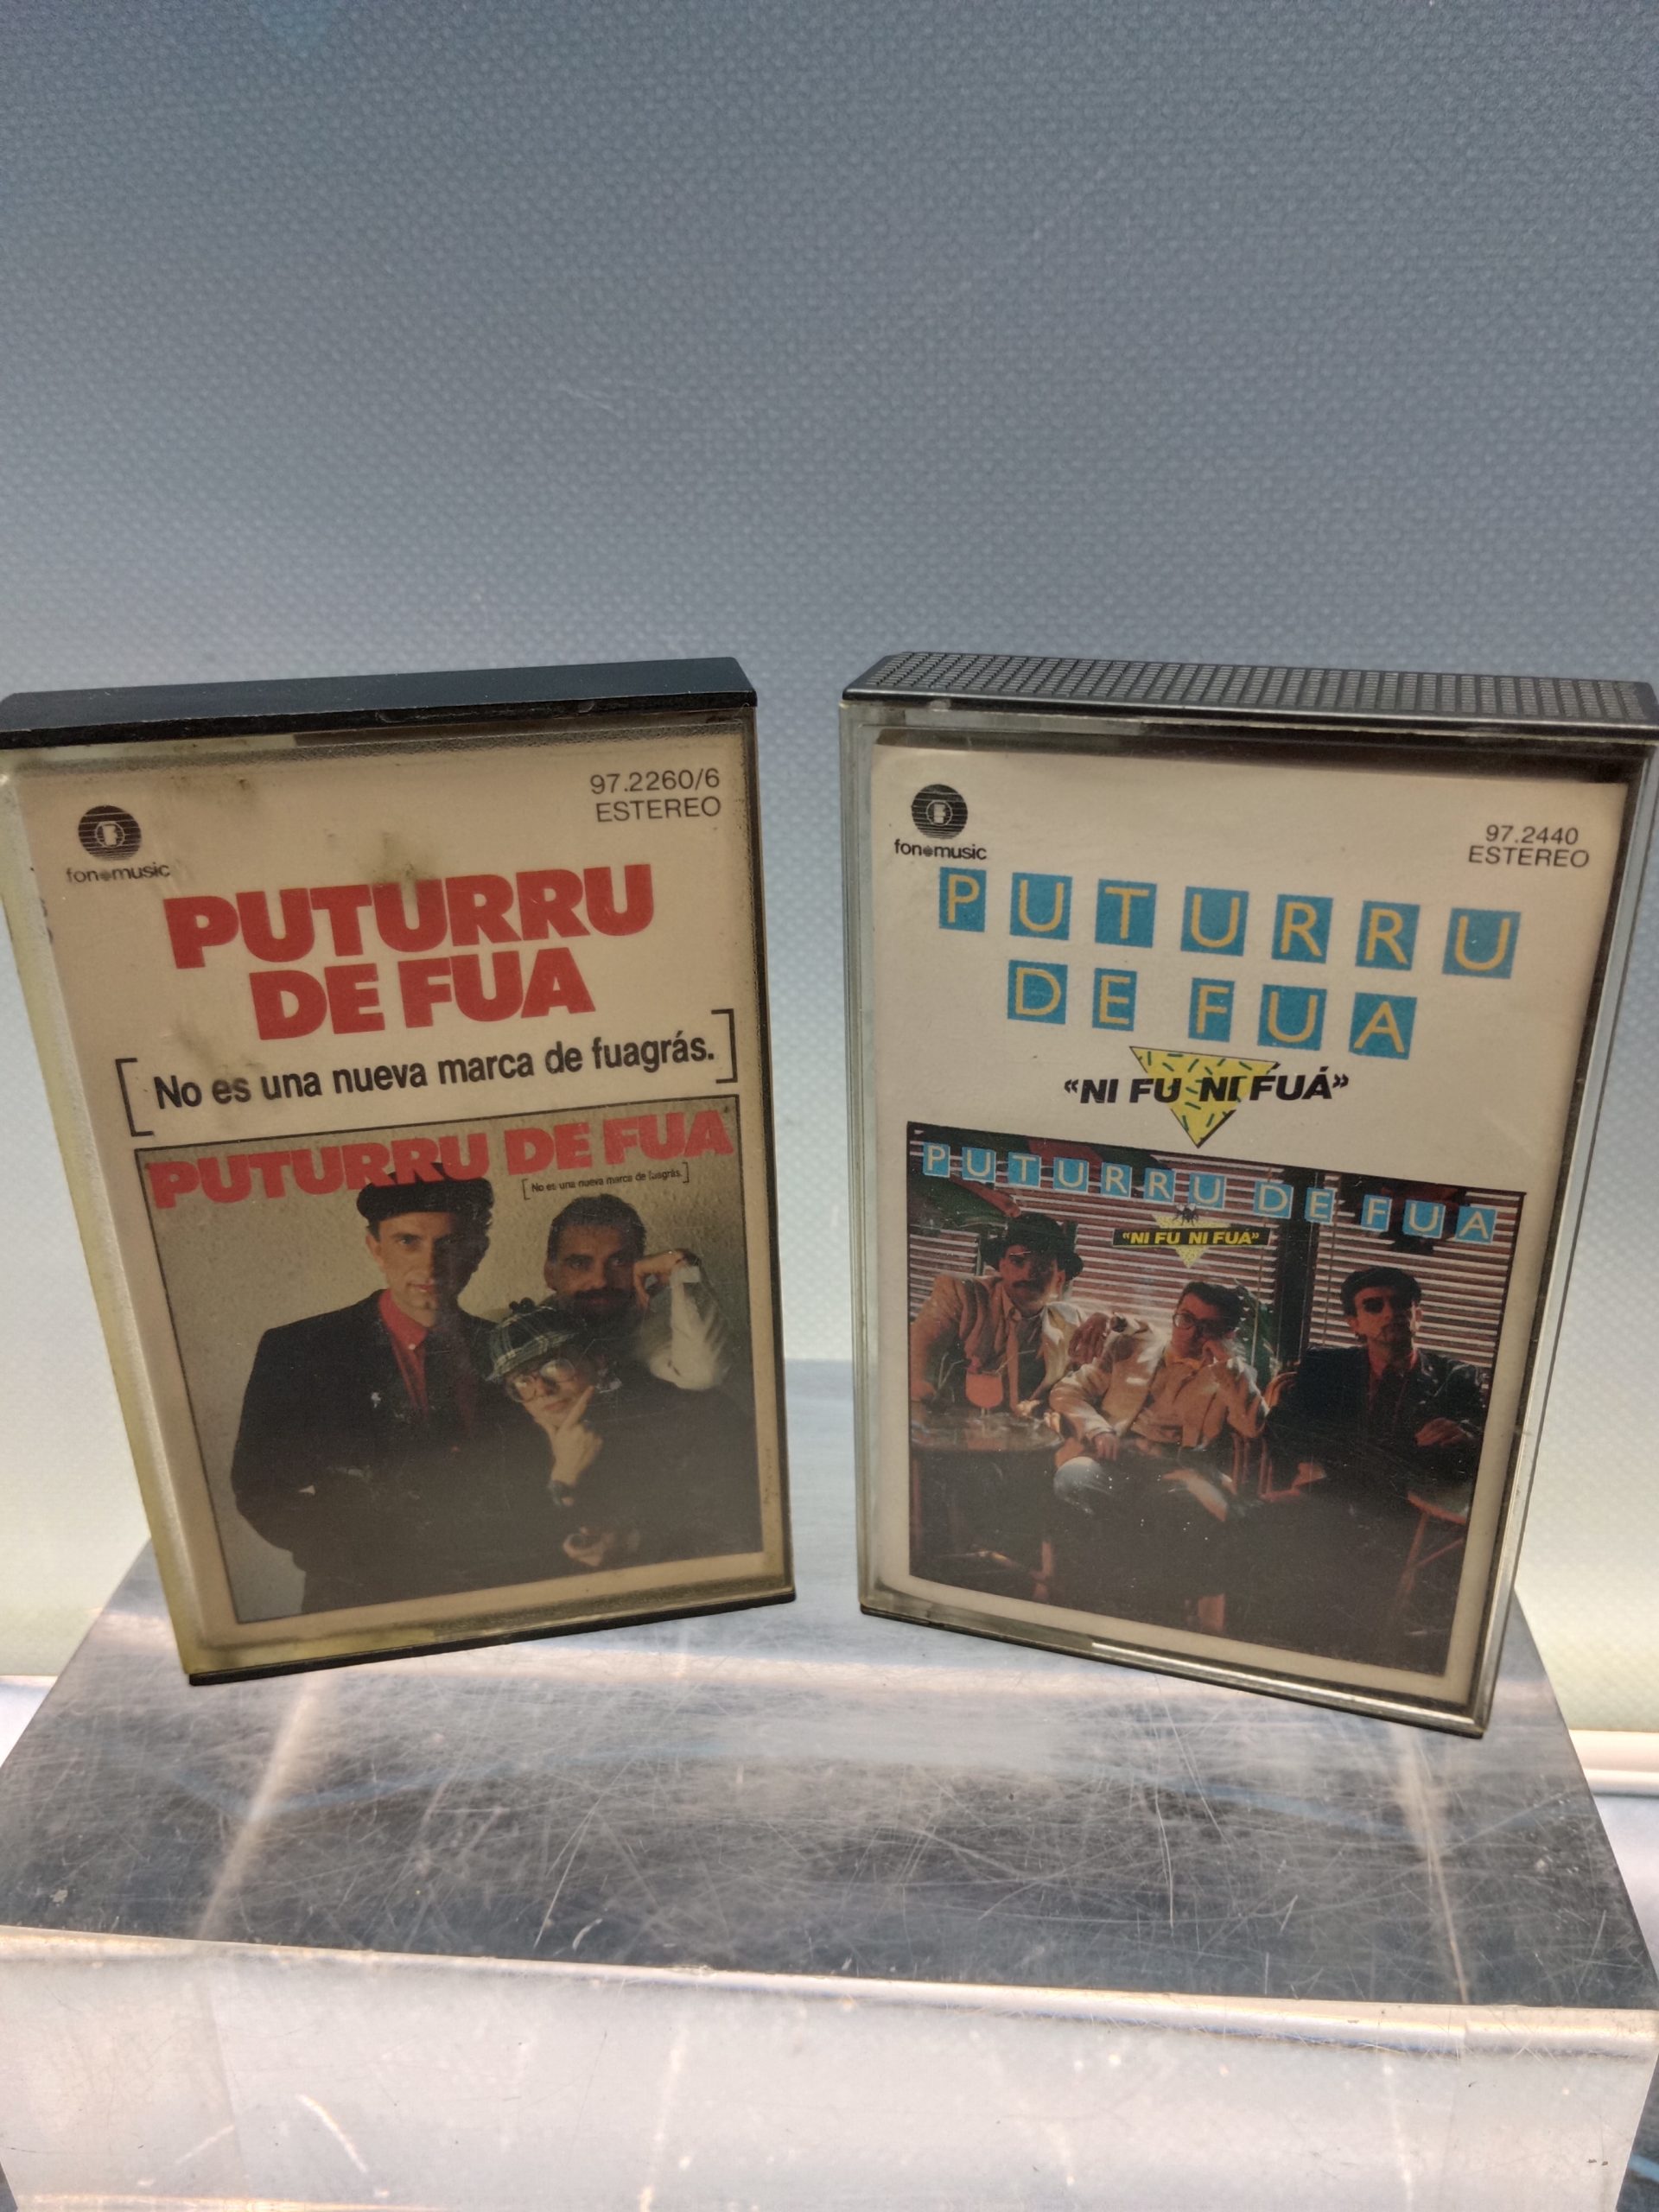 97.2260/6
ESTEREO
fonomusic
PUTURRU
DE FUA
[No es una nueva marca de fuagrás.]
PUTURRU DE FUA
[No es una nueva marca de fuagrás.]
fonomusic
97.2440
ESTEREO
PUTURRU
DE FUA
«NI FU NI FUÁ»
PUTURRU DE FUA
"NI FU NI FUA"